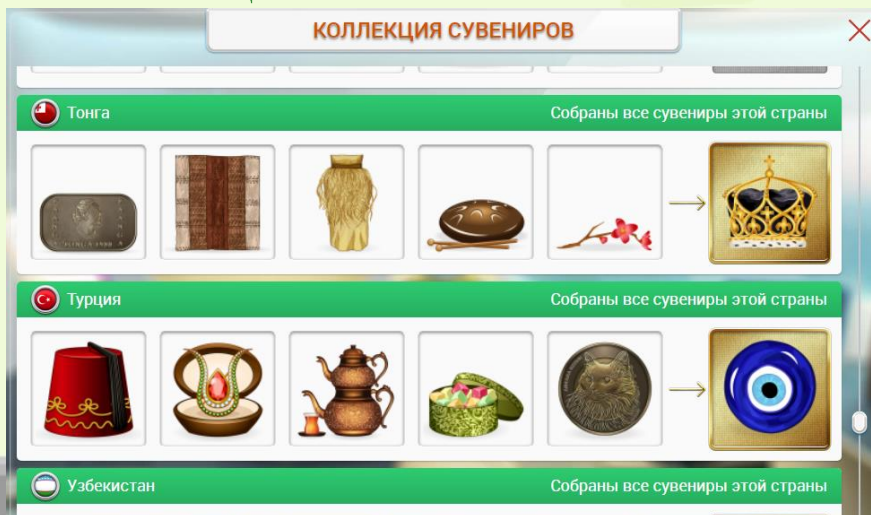 КОЛЛЕКЦИЯ СУВЕНИРОВ
Тонга Собраны все сувениры этой страны
Турция Собраны все сувениры этой страны
Узбекистан Собраны все сувениры этой страны